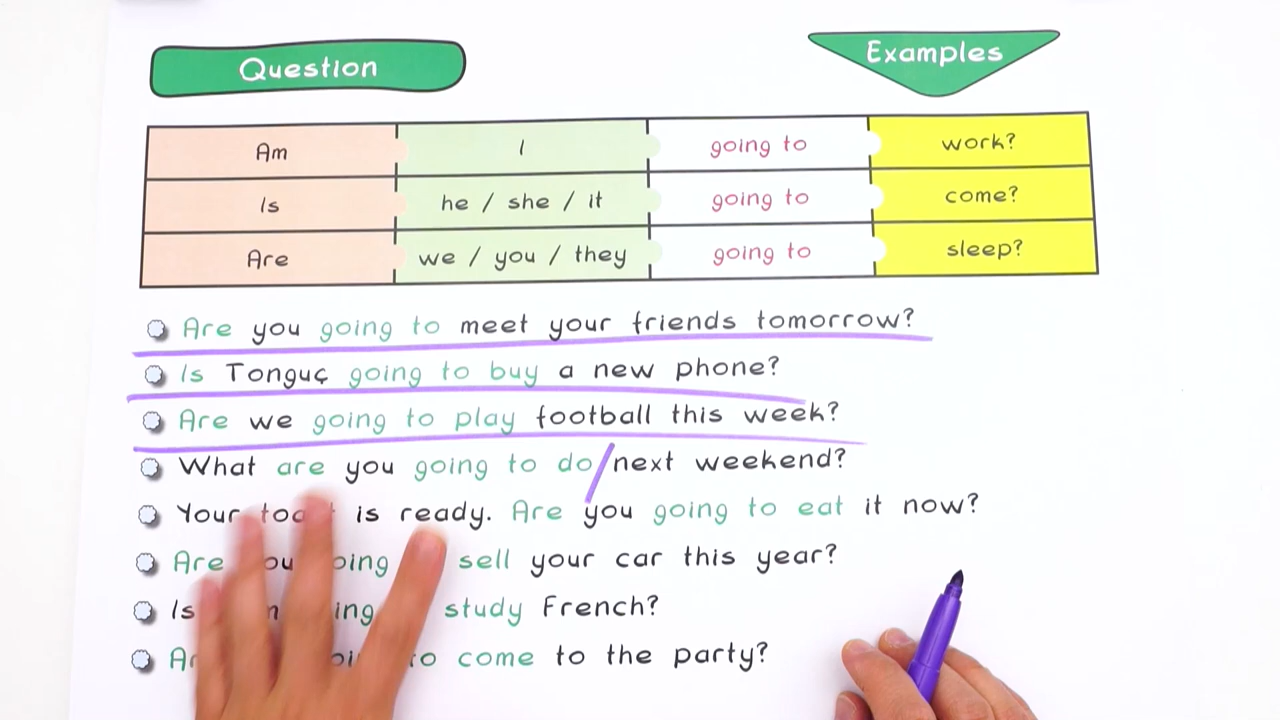 Question
Examples
Am I going to work?
Is he / she / it going to come?
Are we / you / they going to sleep?
Are you going to meet your friends tomorrow?
Is Tonguç going to buy a new phone?
Are we going to play football this week?
What are you going to do next weekend?
Your is ready. Are you going to eat it now?
Are sell your car this year?
Is study French?
to come to the party?